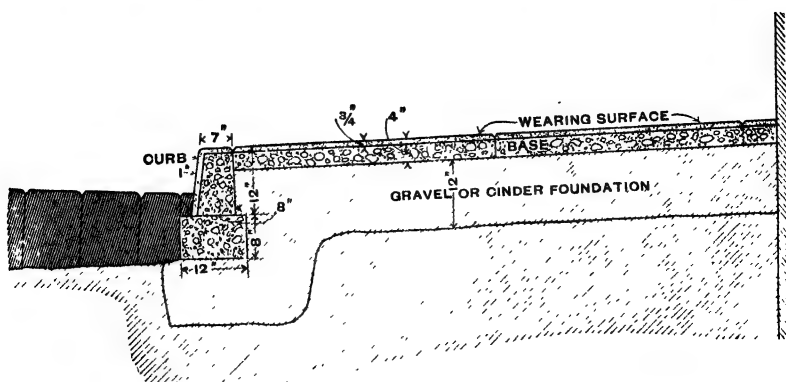 7"
3/4"
4"
WEARING SURFACE
CURB
BASE
1"
12"
12"
GRAVEL OR CINDER FOUNDATION
8"
8"
12"